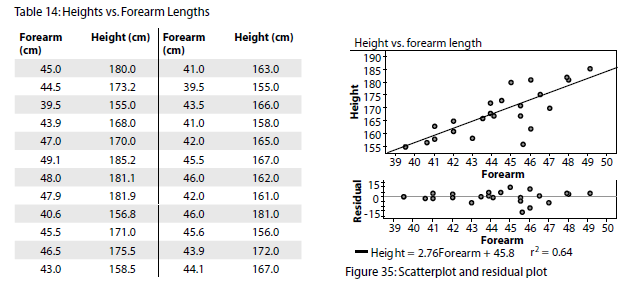 Table 14: Heights vs. Forearm Lengths
Forearm (cm) Height (cm) Forearm (cm) Height (cm)
45.0 180.0 41.0 163.0
44.5 173.2 39.5 155.0
39.5 155.0 43.5 166.0
43.9 168.0 41.0 158.0
47.0 170.0 42.0 165.0
49.1 185.2 45.5 167.0
48.0 181.1 46.0 162.0
47.9 181.9 42.0 161.0
40.6 156.8 46.0 181.0
45.5 171.0 45.6 156.0
46.5 175.5 43.9 172.0
43.0 158.5 44.1 167.0
Height vs. forearm length
190
185
180
175
170
165
160
155
Height
39 40 41 42 43 44 45 46 47 48 49 50
Forearm
15
0
-15
Residual
39 40 41 42 43 44 45 46 47 48 49 50
Forearm
Height = 2.76Forearm + 45.8 r² = 0.64
Figure 35: Scatterplot and residual plot